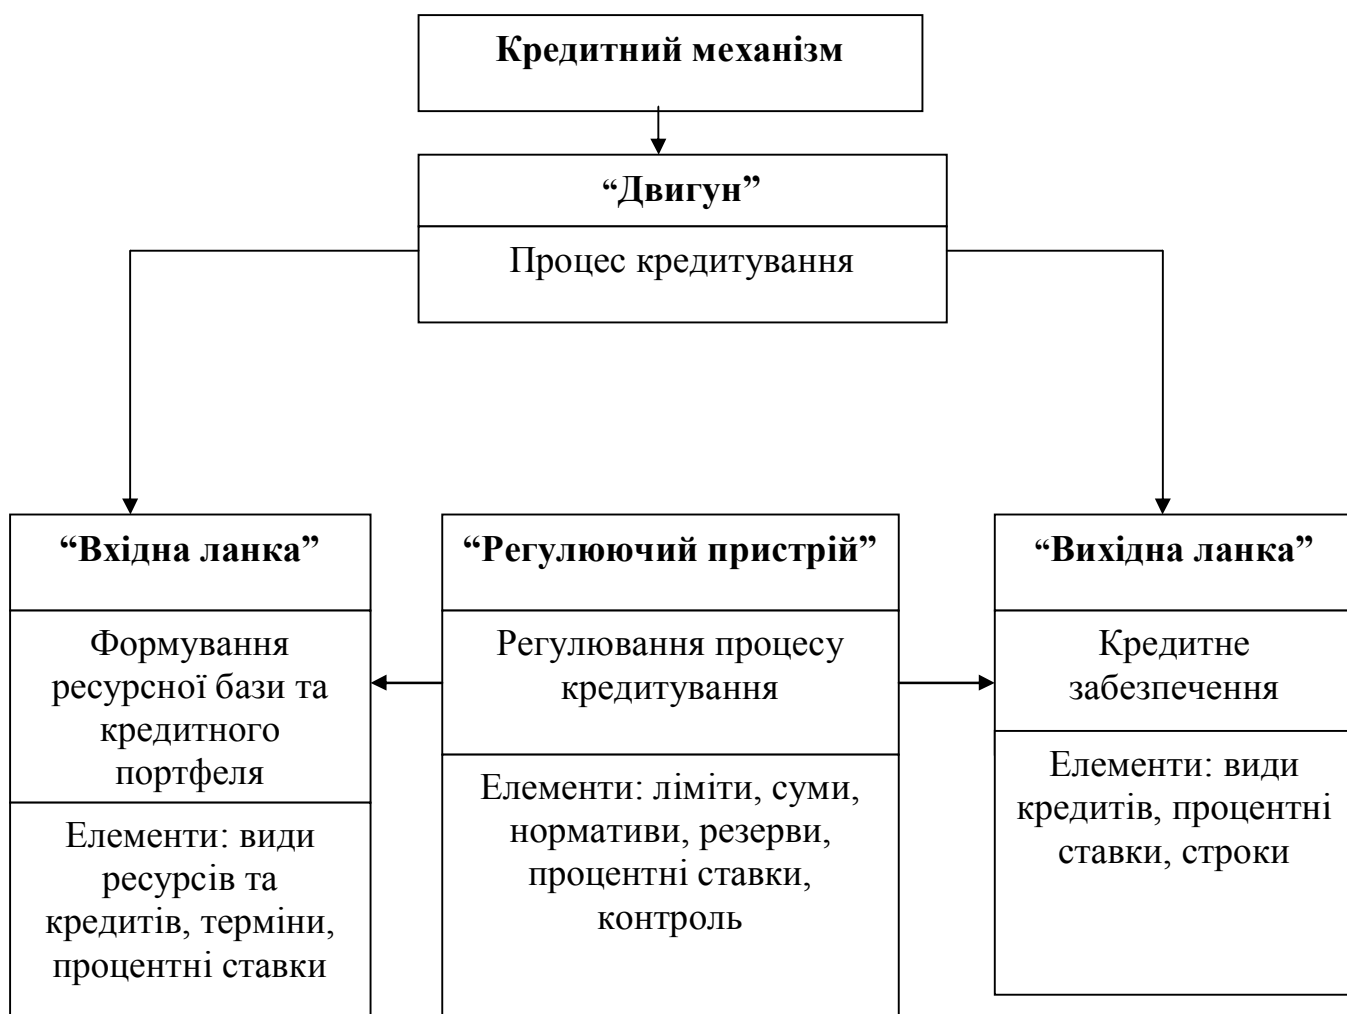 Кредитний механізм
“Двигун”
Процес кредитування
“Вхідна ланка”
Формування
ресурсної бази та
кредитного
портфеля
Елементи: види
ресурсів та
кредитів, терміни,
процентні ставки
“Регулюючий пристрій”
Регулювання процесу
кредитування
Елементи: ліміти, суми,
нормативи, резерви,
процентні ставки,
контроль
“Вихідна ланка”
Кредитне
забезпечення
Елементи: види
кредитів, процентні
ставки, строки